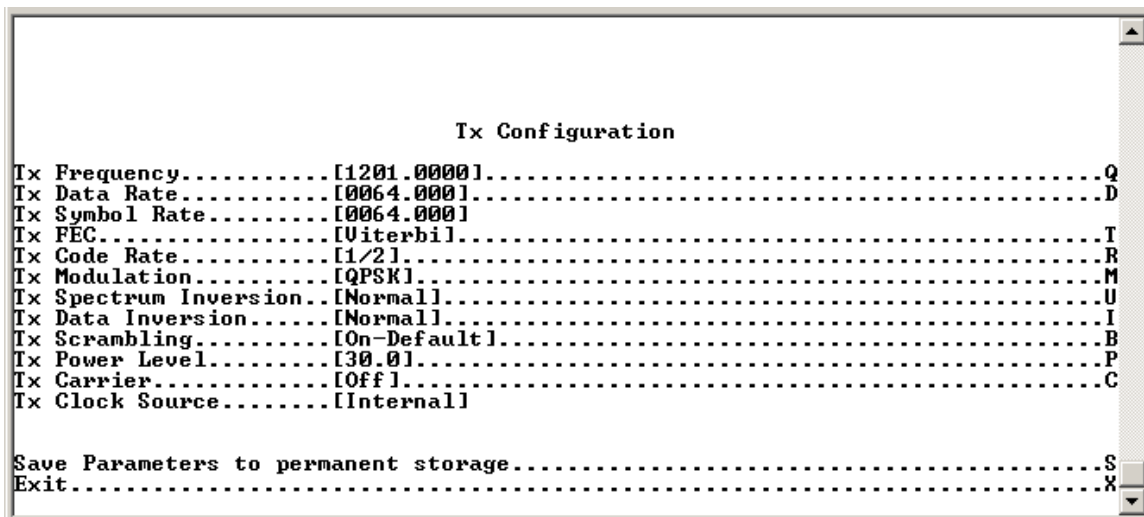 Tx Configuration
Tx Frequency...........[1201.0000].........................................................Q
Tx Data Rate...........[0064.000]..........................................................D
Tx Symbol Rate.........[0064.000]
Tx FEC.................[Viterbi]...........................................................T
Tx Code Rate...........[1/2]...............................................................R
Tx Modulation..........[QPSK]..............................................................M
Tx Spectrum Inversion..[Normal]............................................................U
Tx Data Inversion......[Normal]............................................................I
Tx Scrambling..........[On-Default]........................................................B
Tx Power Level.........[30.0]..............................................................P
Tx Carrier.............[Off]...............................................................C
Tx Clock Source........[Internal]
Save Parameters to permanent storage.......................................................S
Exit.......................................................................................X